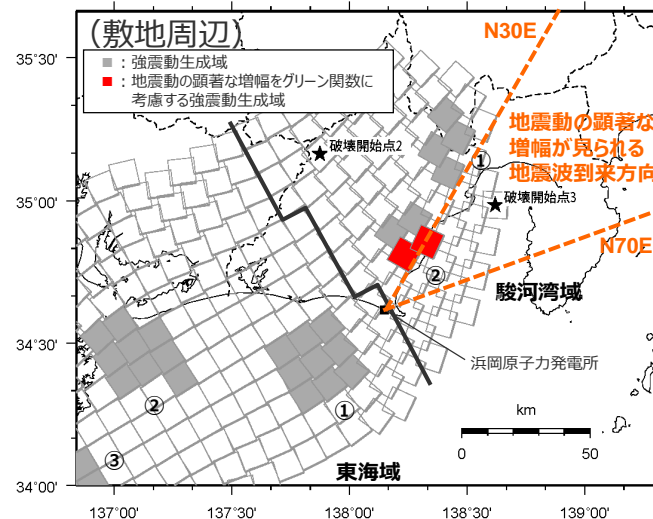 （敷地周辺）
：強震動生成域
：地震動の顕著な増幅をグリーン関数に
考慮する強震動生成域
N30E
地震動の顕著な
増幅が見られる
地震波到来方向
①
破壊開始点2
破壊開始点3
N70E
②
駿河湾域
浜岡原子力発電所
②
①
③
東海域
km
0
50
35°30'
35°00'
34°30'
34°00'
137°00'
137°30'
138°00'
138°30'
139°00'